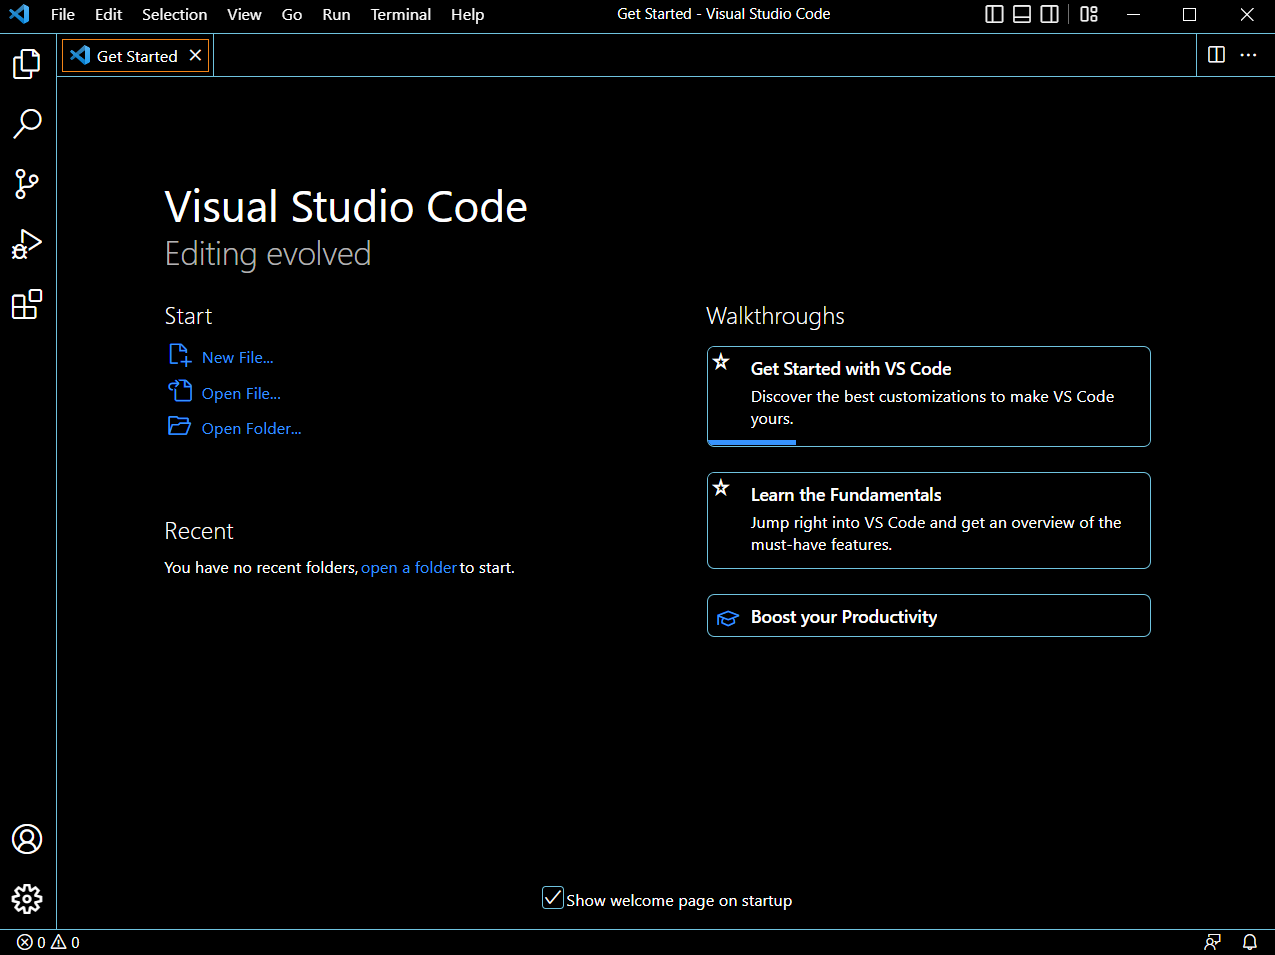 File Edit Selection View Go Run Terminal Help Get Started - Visual Studio Code
Get Started
Visual Studio Code
Editing evolved
Start
New File...
Open File...
Open Folder...
Recent
You have no recent folders, open a folder to start.
Walkthroughs
Get Started with VS Code
Discover the best customizations to make VS Code
yours.
Learn the Fundamentals
Jump right into VS Code and get an overview of the
must-have features.
Boost your Productivity
Show welcome page on startup
0 0